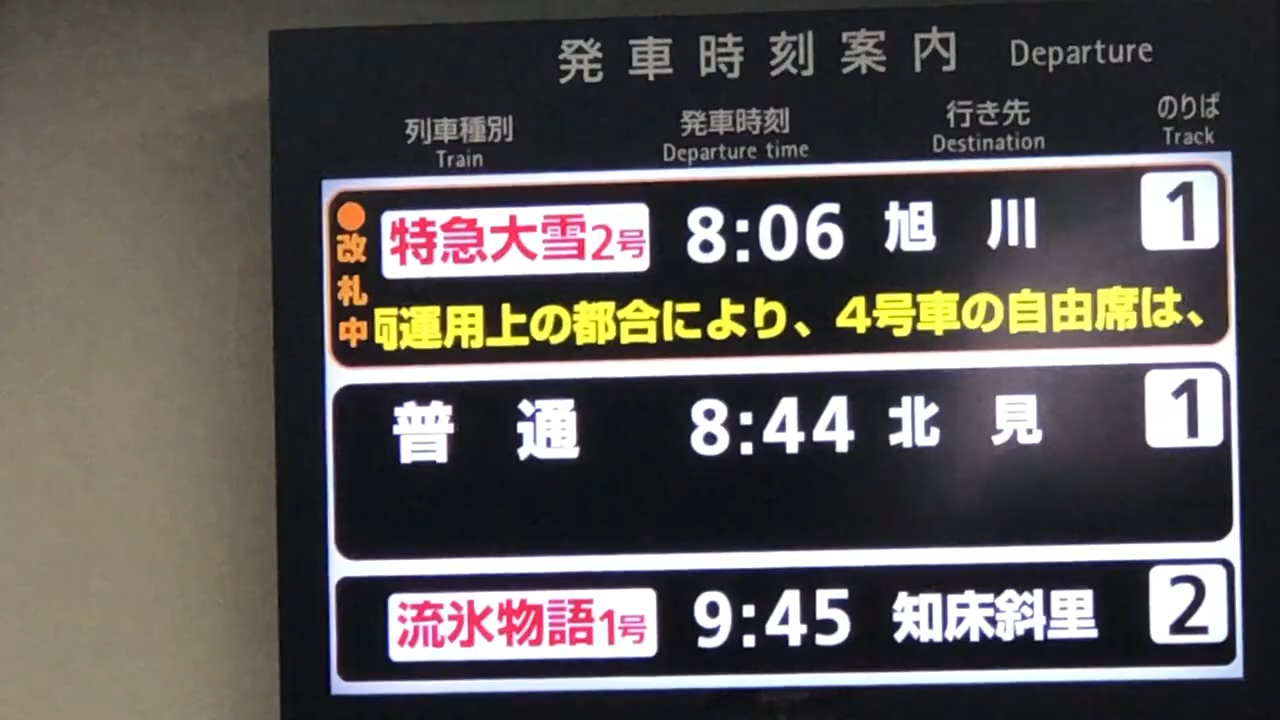 発車時刻案内 Departure
列車種別 発車時刻 行き先 のりば
Train Departure time Destination Track
●改札中
特急大雪2号 8:06 旭川 1
運用上の都合により、4号車の自由席は、
普通 8:44 北見 1
流氷物語1号 9:45 知床斜里 2